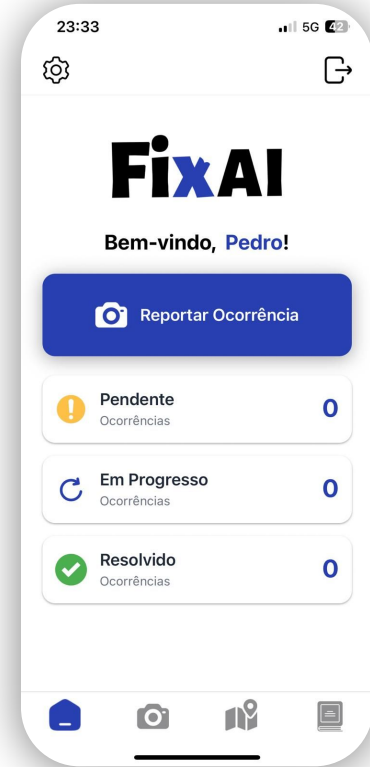 23:33 5G 42
FixAI
Bem-vindo, Pedro!
Reportar Ocorrência
Pendente
Ocorrências
0
Em Progresso
Ocorrências
0
Resolvido
Ocorrências
0